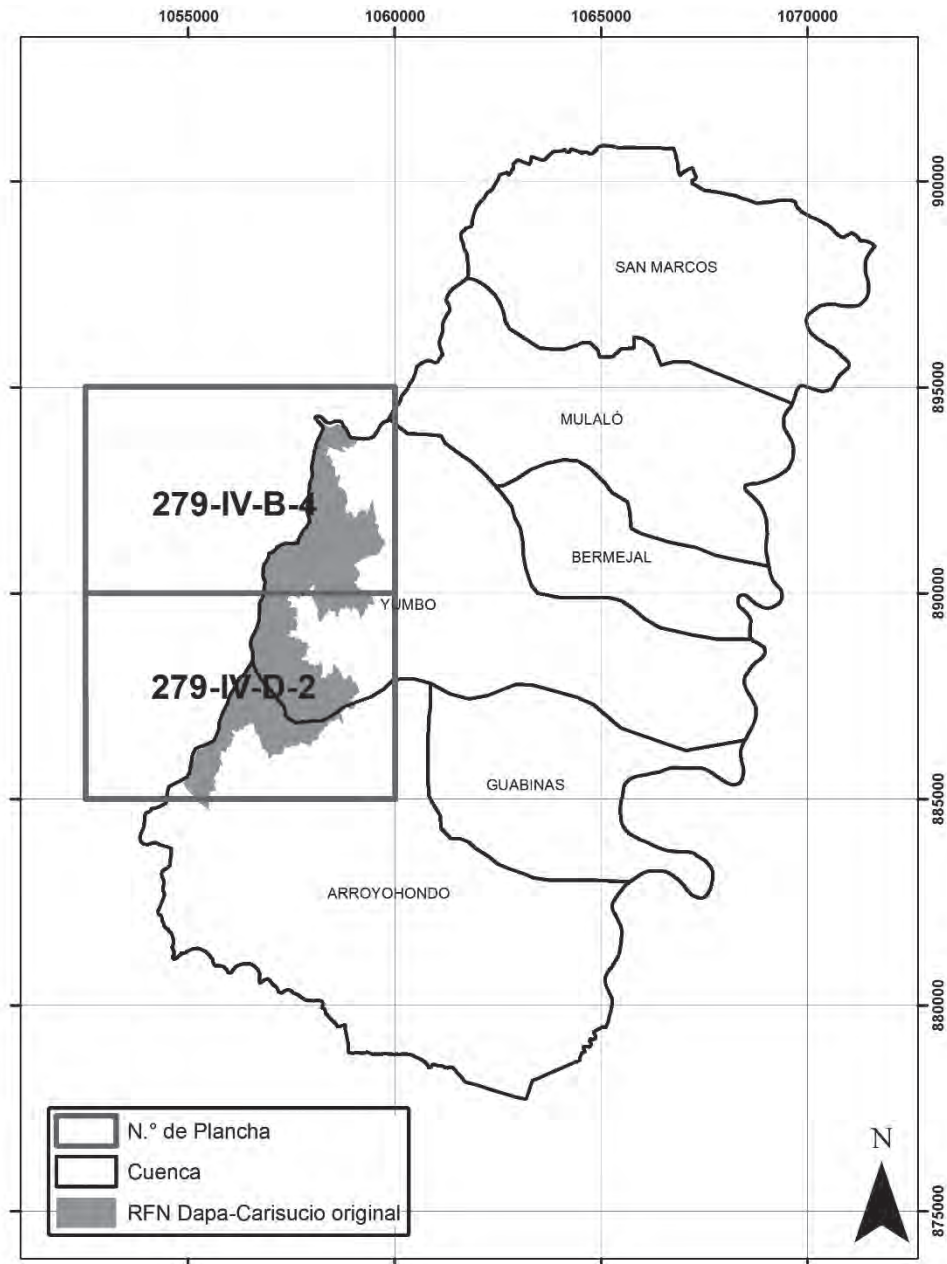 1055000 1060000 1065000 1070000
900000
SAN MARCOS
895000
MULALÓ
279-IV-B-4
BERMEJAL
890000
YUMBO
279-IV-D-2
GUABINAS
885000
ARROYOHONDO
880000
N.° de Plancha
N
Cuenca
RFN Dapa-Carisucio original
875000